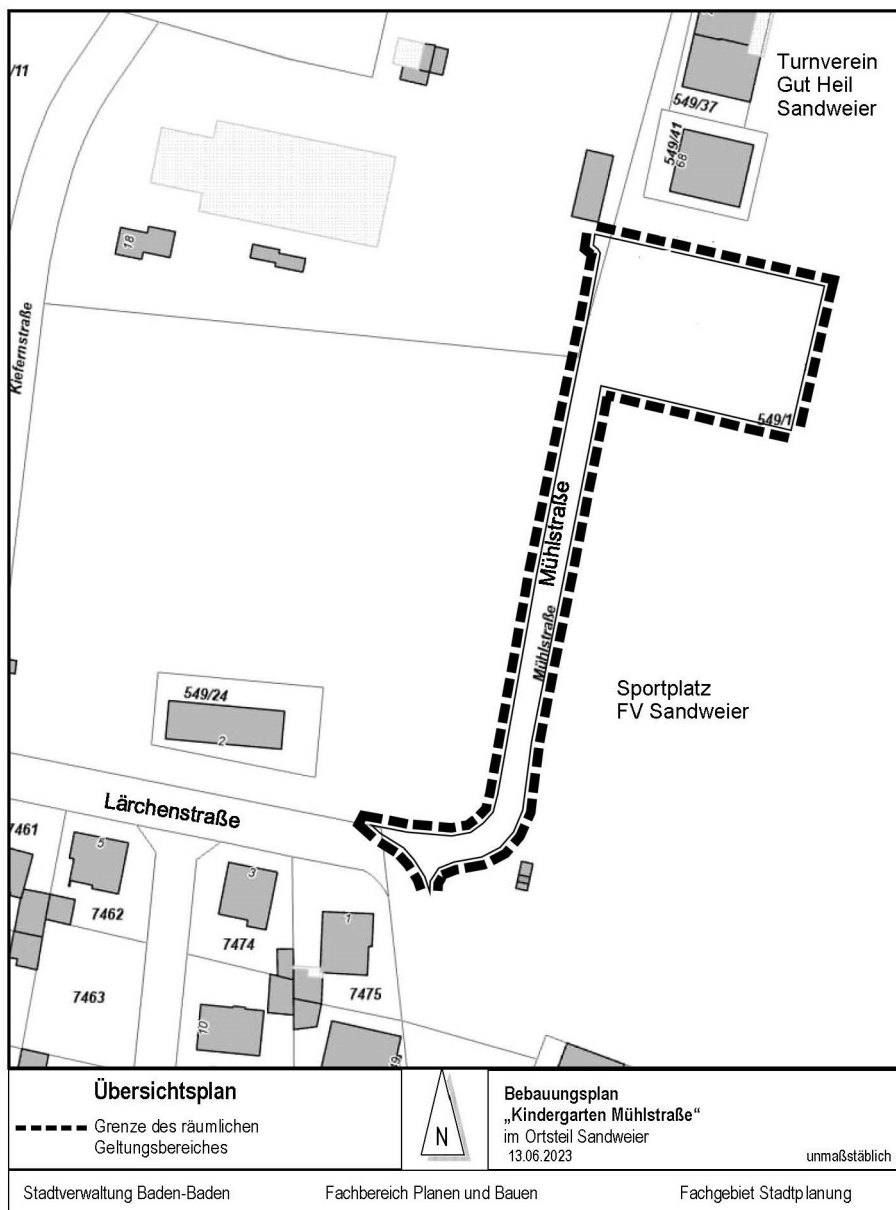 /11
Turnverein
Gut Heil
Sandweier
549/37
549/41
68
18
Kiefernstraße
549/1
Mühlstraße
Mühlstraße
Sportplatz
FV Sandweier
549/24
2
Lärchenstraße
7461
5
3
7462
1
7474
7463
7475
10
Übersichtsplan
Grenze des räumlichen
Geltungsbereiches
N
Bebauungsplan
„Kindergarten Mühlstraße“
im Ortsteil Sandweier
13.06.2023
unmaßstäblich
Stadtverwaltung Baden-Baden Fachbereich Planen und Bauen Fachgebiet Stadtplanung